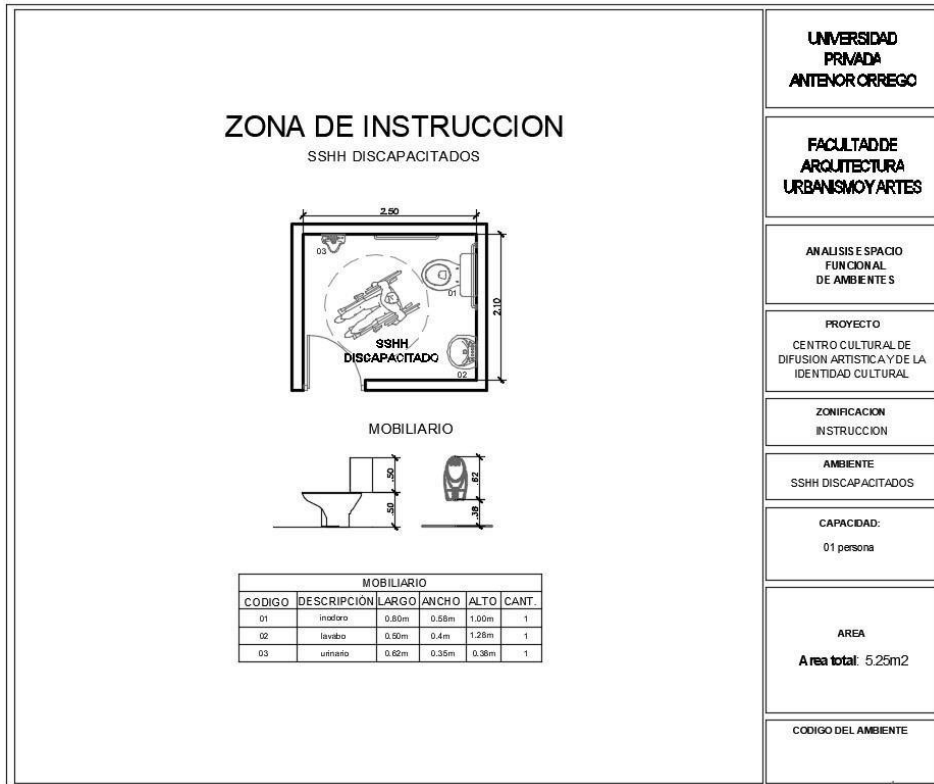 ZONA DE INSTRUCCION
SSHH DISCAPACITADOS
2.50
03
01
2.10
SSHH
DISCAPACITADO
02
MOBILIARIO
.50
.50
.62
.38
MOBILIARIO
CODIGO DESCRIPCIÓN LARGO ANCHO ALTO CANT.
01 inodoro 0.80m 0.58m 1.00m 1
02 lavabo 0.50m 0.4m 1.28m 1
03 urinario 0.62m 0.35m 0.38m 1
UNIVERSIDAD
PRIVADA
ANTENOR ORREGO
FACULTAD DE
ARQUITECTURA
URBANISMO Y ARTES
ANALISIS ESPACIO
FUNCIONAL
DE AMBIENTES
PROYECTO
CENTRO CULTURAL DE
DIFUSION ARTISTICA Y DE LA
IDENTIDAD CULTURAL
ZONIFICACION
INSTRUCCION
AMBIENTE
SSHH DISCAPACITADOS
CAPACIDAD:
01 persona
AREA
Area total: 5.25m2
CODIGO DEL AMBIENTE